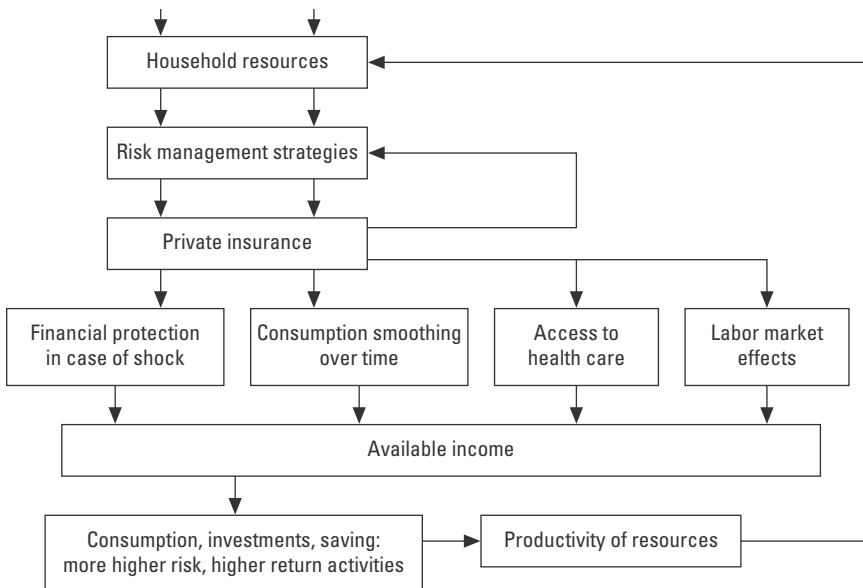 Household resources
Risk management strategies
Private insurance
Financial protection
in case of shock
Consumption smoothing
over time
Access to
health care
Labor market
effects
Available income
Consumption, investments, saving:
more higher risk, higher return activities
Productivity of resources